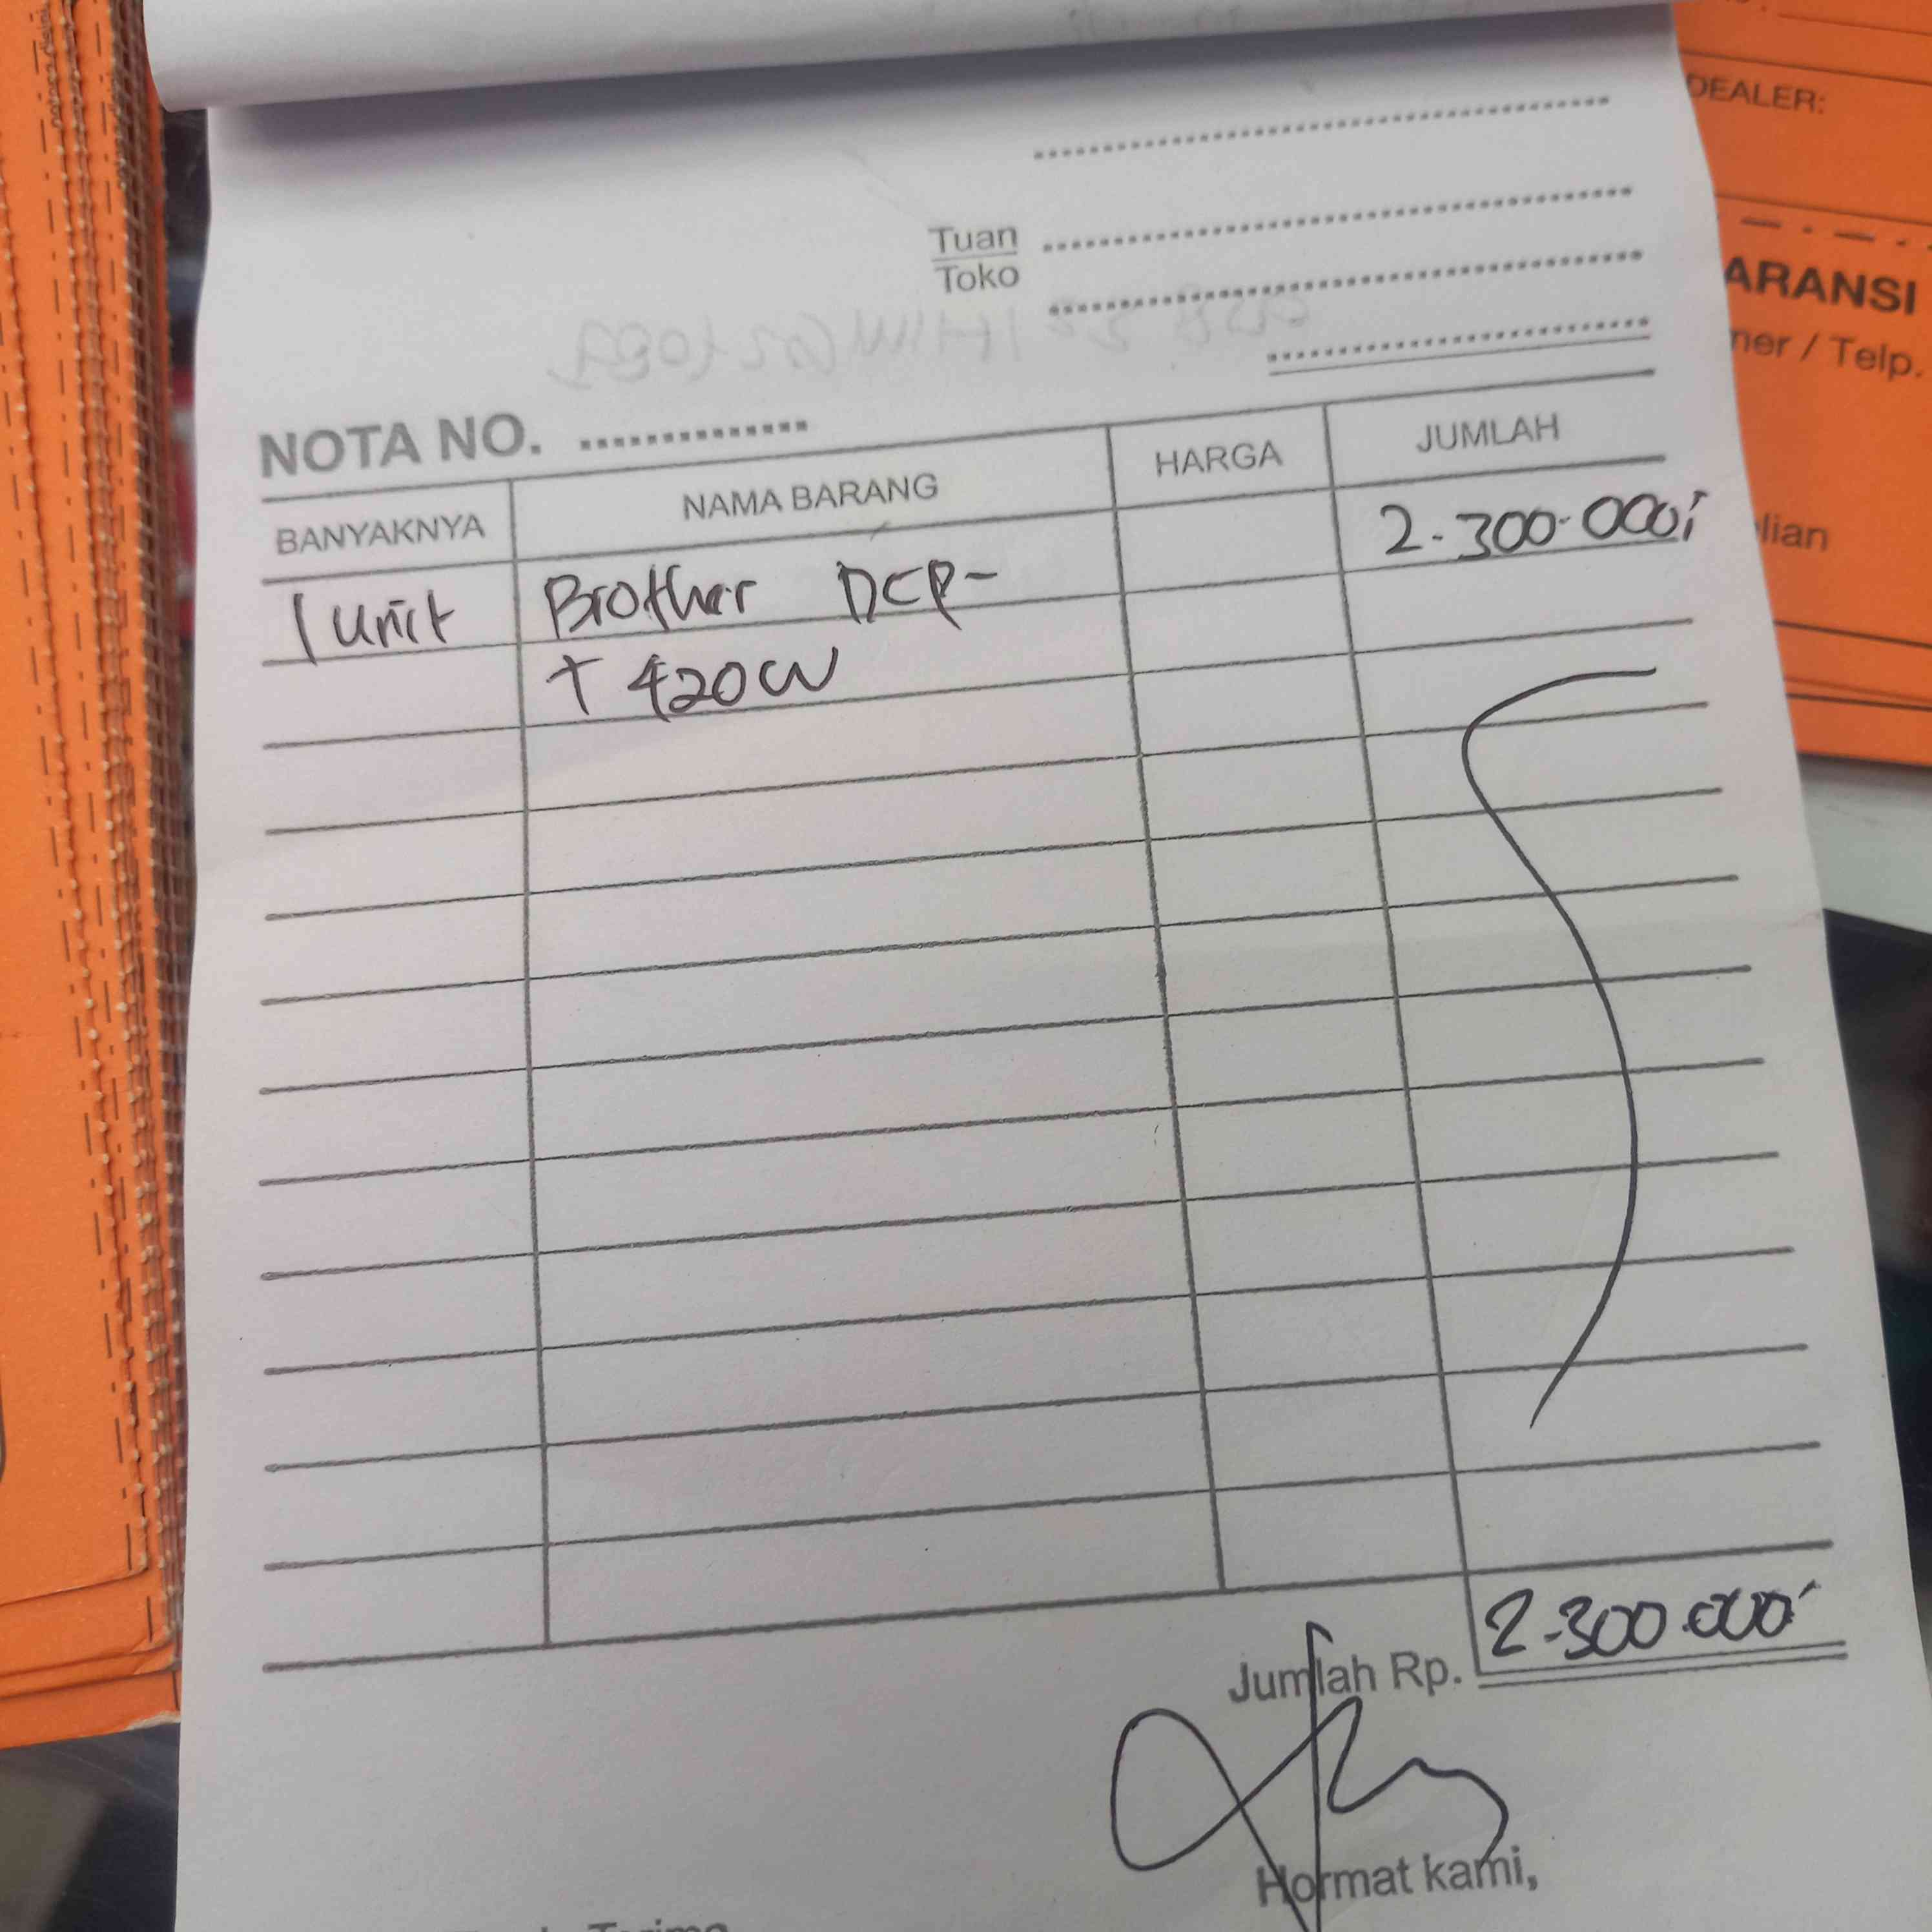 DEALER:
ARANSI
ner / Telp.
lian
Tuan
Toko
NOTA NO.
BANYAKNYA NAMA BARANG HARGA JUMLAH
1 unit Brother DCP- 2.300.000,-
T 420W
Jumlah Rp. 2.300.000,-
Hormat kami,